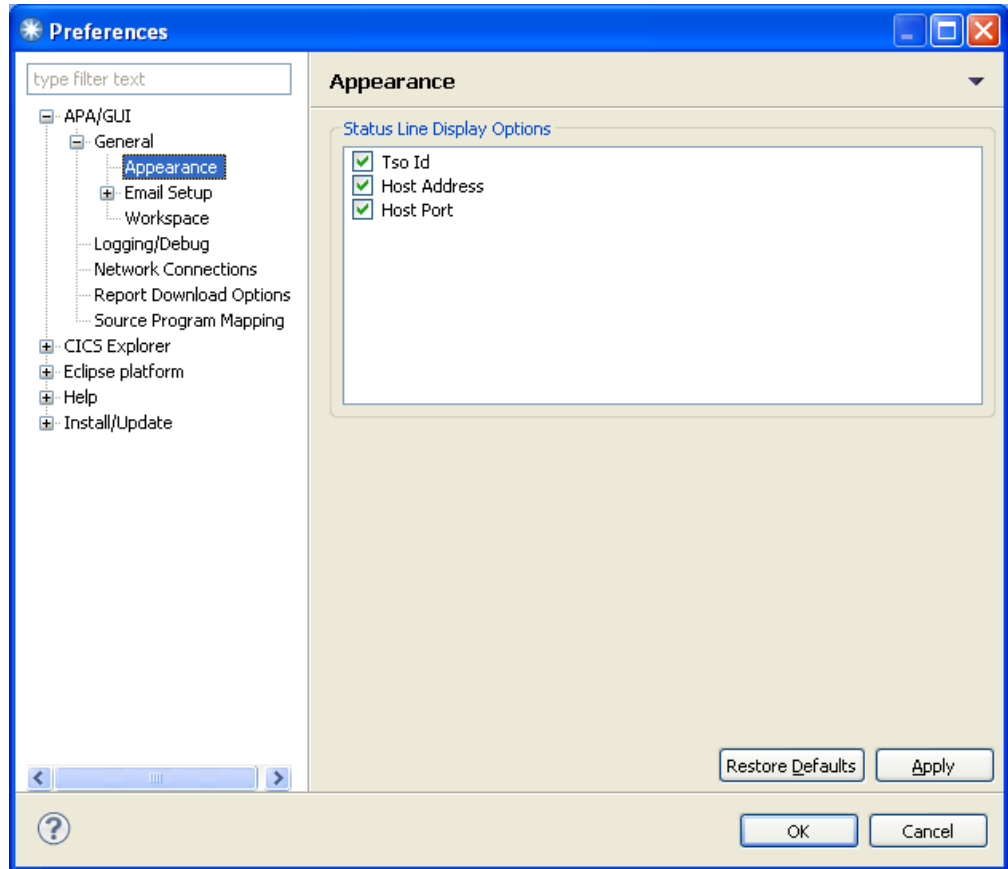 Preferences
type filter text
APA/GUI
General
Appearance
Email Setup
Workspace
Logging/Debug
Network Connections
Report Download Options
Source Program Mapping
CICS Explorer
Eclipse platform
Help
Install/Update
Appearance
Status Line Display Options
Tso Id
Host Address
Host Port
Restore Defaults
Apply
?
OK
Cancel